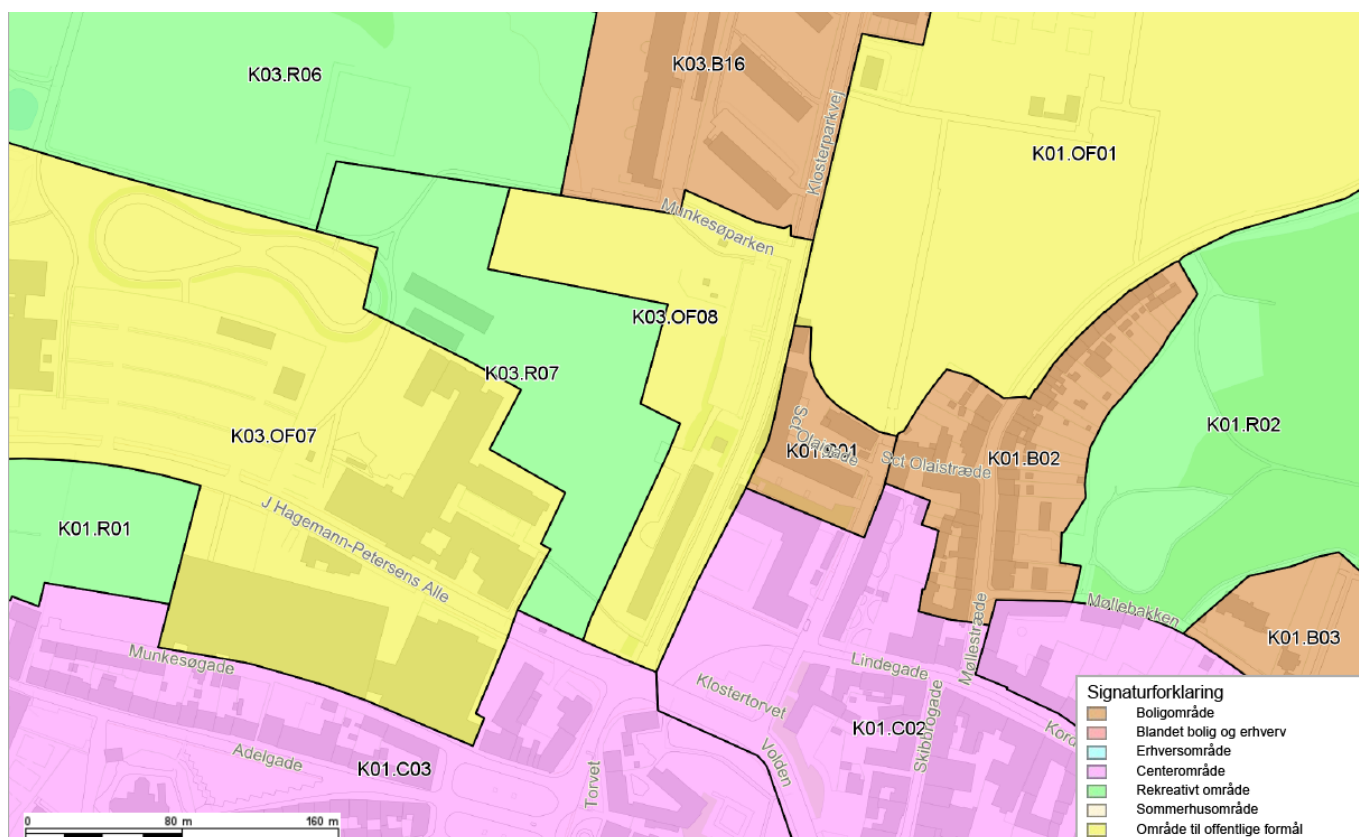 K03.R06
K03.B16
Klosterparkvej
K01.OF01
Munkesøparken
K03.OF08
K03.R07
K01.R02
K03.OF07
Sct Olaigade
Sct Olaistræde
K01.B02
K01.R01
J Hagemann-Petersens Alle
Møllebakken
Møllestræde
K01.B03
Munkesøgade
Lindegade
Klostertorvet
K01.C02
Skibbrogade
Adelgade
K01.C03
Torvet
Volden
Kord
Signaturforklaring
Boligområde
Blandet bolig og erhverv
Erhversområde
Centerområde
Rekreativt område
Sommerhusområde
Område til offentlige formål
0 80 m 160 m